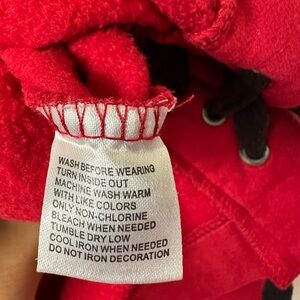 WASH BEFORE WEARING
TURN INSIDE OUT
MACHINE WASH WARM
WITH LIKE COLORS
ONLY NON-CHLORINE
BLEACH WHEN NEEDED
TUMBLE DRY LOW
COOL IRON WHEN NEEDED
DO NOT IRON DECORATION